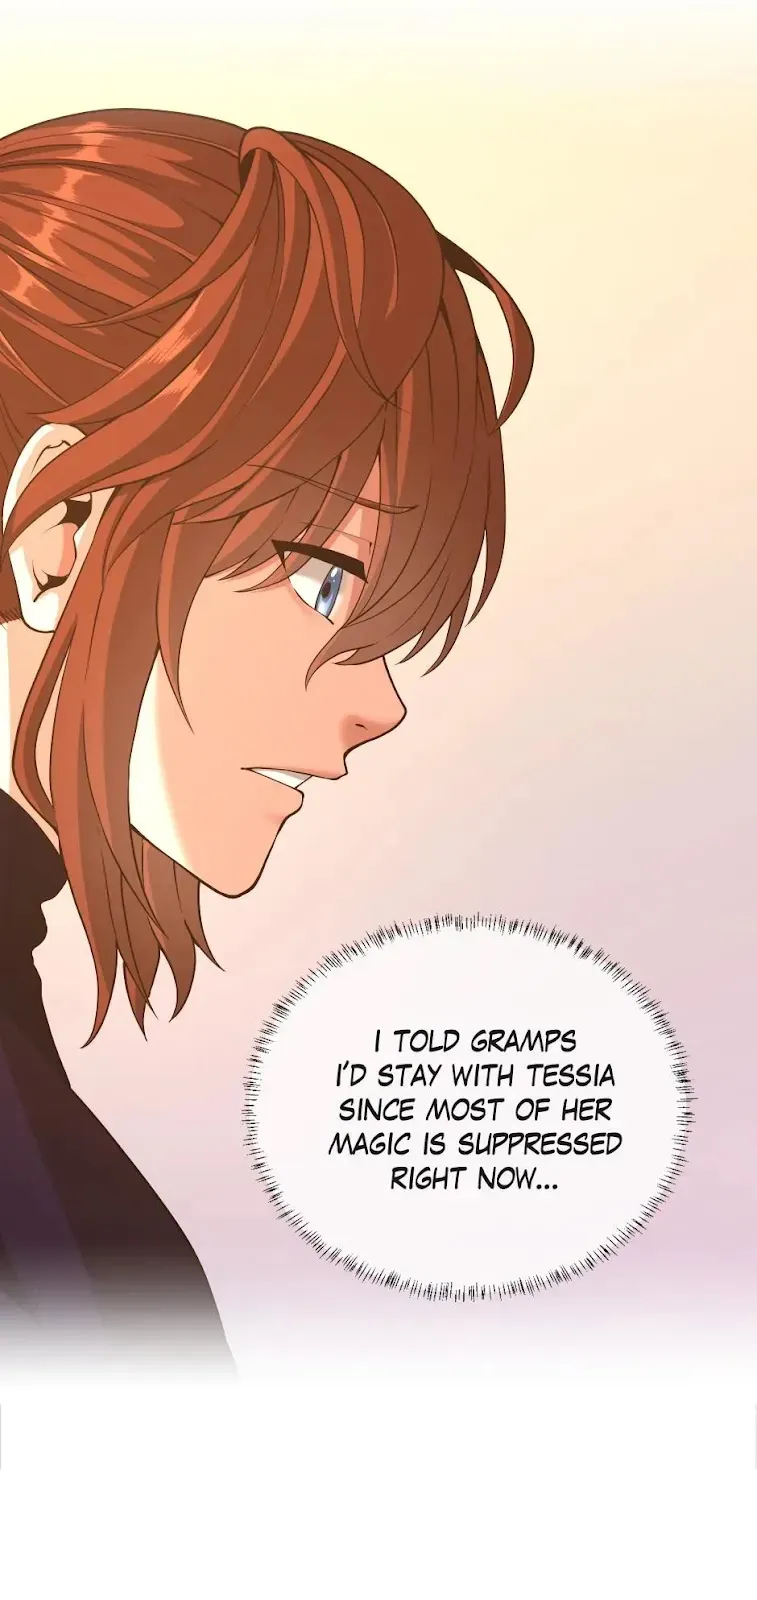 I TOLD GRAMPS
I'D STAY WITH TESSIA
SINCE MOST OF HER
MAGIC IS SUPPRESSED
RIGHT NOW...